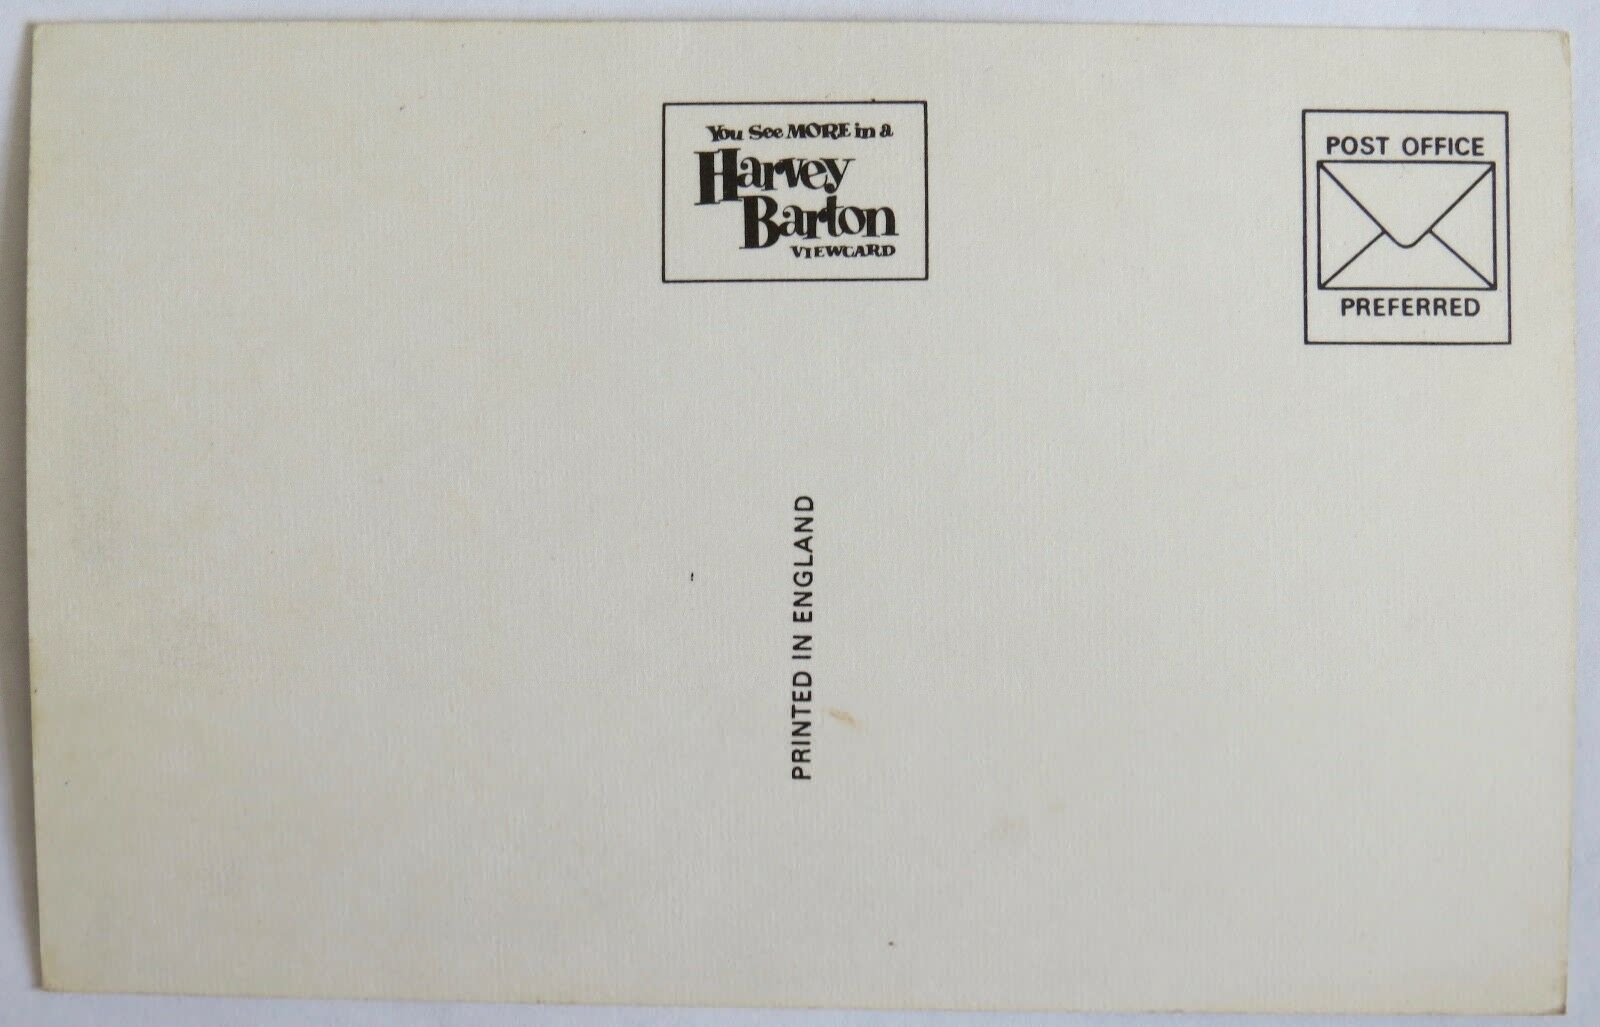 You See MORE in a
Harvey
Barton
VIEWCARD
POST OFFICE
PREFERRED
PRINTED IN ENGLAND